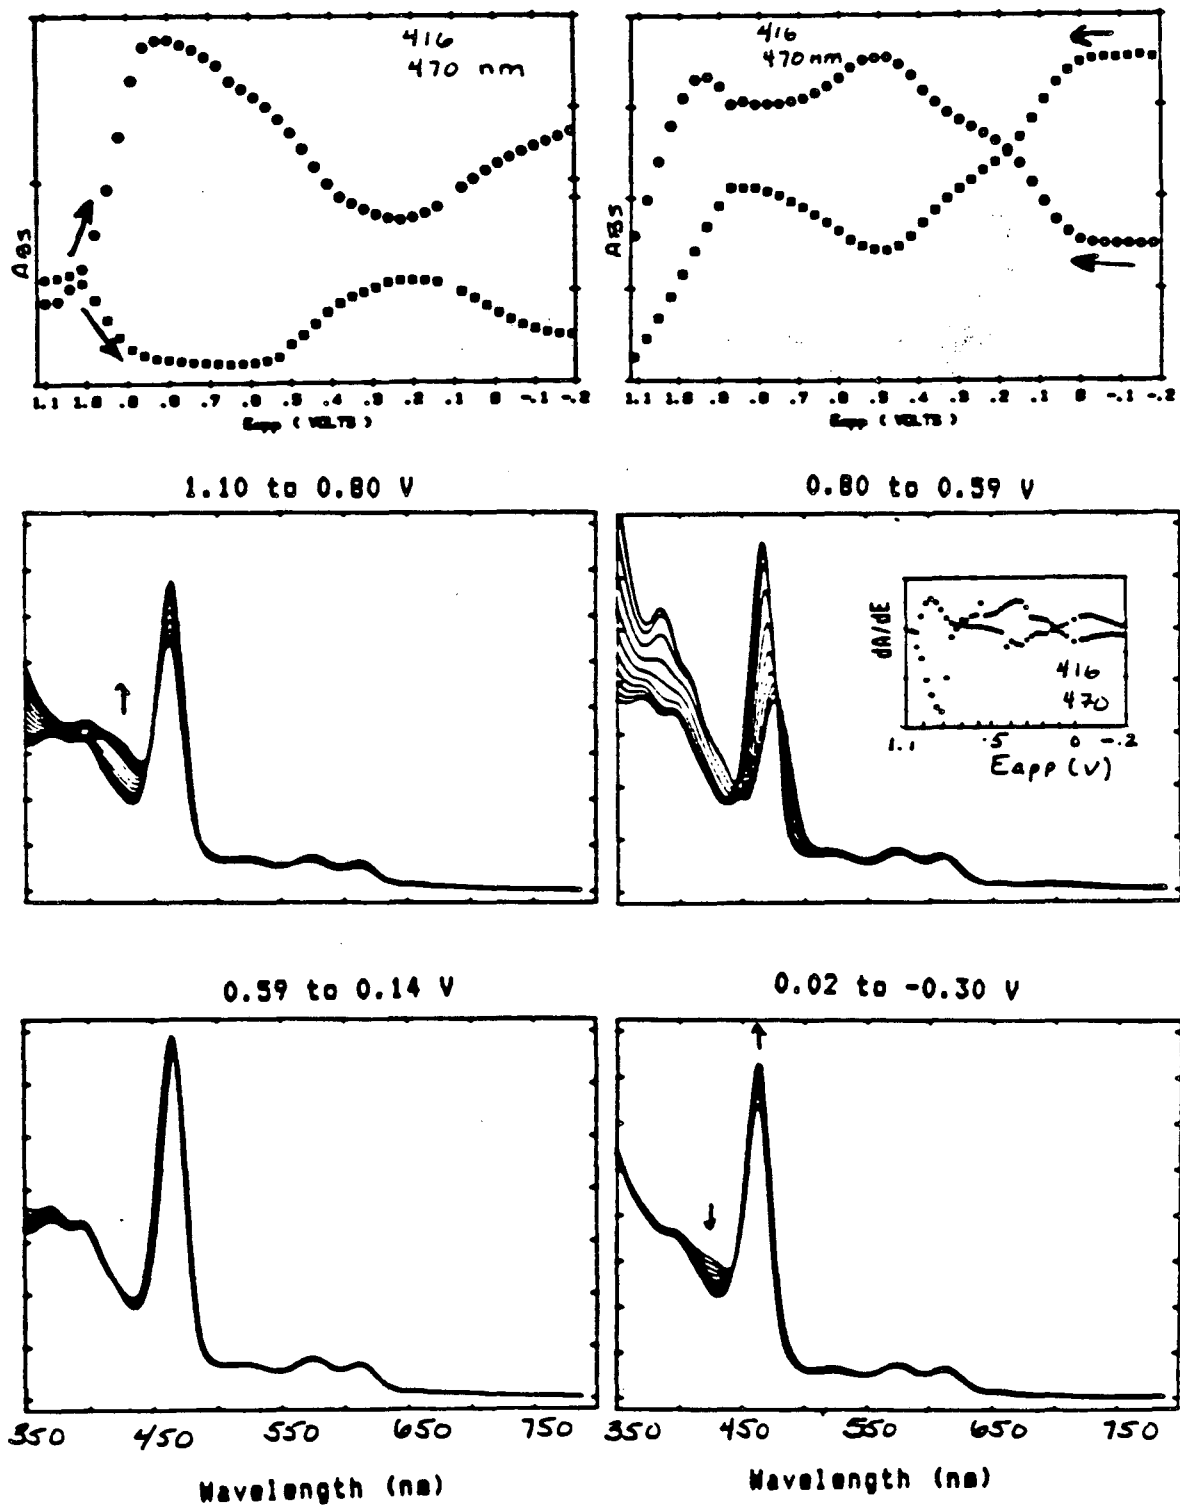 416
470 nm
ABS
1.1 1.0 .9 .8 .7 .6 .5 .4 .3 .2 .1 0 -.1 -.2
Eapp ( VOLTS )
416
470 nm
ABS
1.1 1.0 .9 .8 .7 .6 .5 .4 .3 .2 .1 0 -.1 -.2
Eapp ( VOLTS )
1.10 to 0.80 V
0.80 to 0.59 V
dA/dE
416
470
1.1 .5 0 -.2
Eapp (V)
0.59 to 0.14 V
0.02 to -0.30 V
350 450 550 650 750
Wavelength (nm)
350 450 550 650 750
Wavelength (nm)